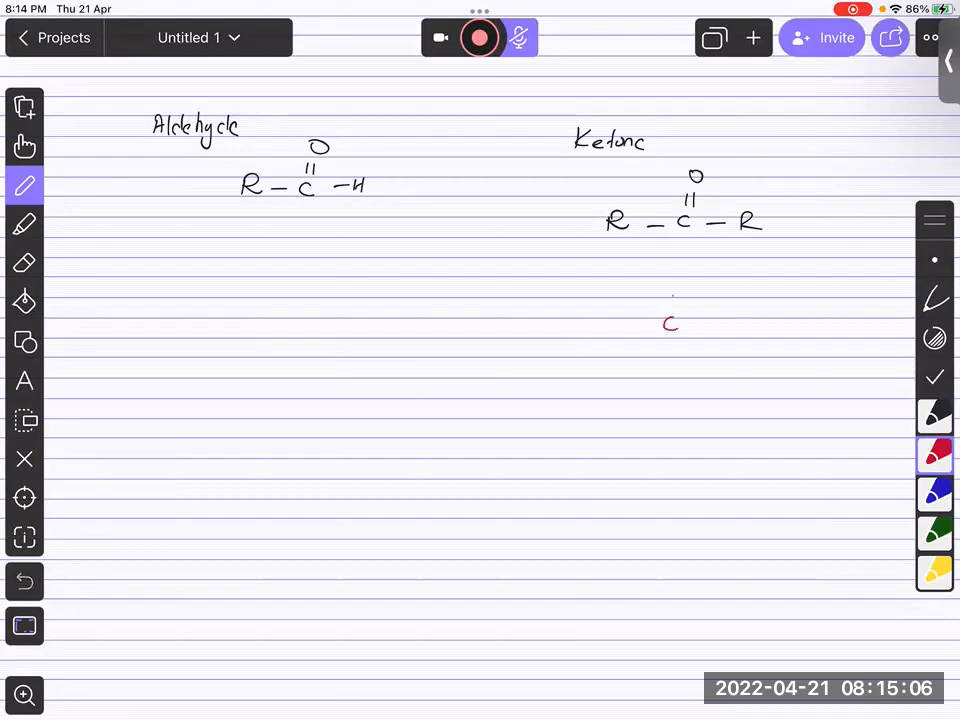 8:14 PM Thu 21 Apr
86%
Projects
Untitled 1
Invite
Aldehyde
O
||
R - C - H
Ketone
O
||
R - C - R
C
A
2022-04-21 08:15:06